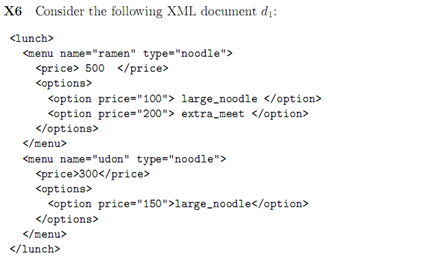 X6 Consider the following XML document d₁:
<lunch>
<menu name="ramen" type="noodle">
<price> 500 </price>
<options>
<option price="100"> large_noodle </option>
<option price="200"> extra_meet </option>
</options>
</menu>
<menu name="udon" type="noodle">
<price>300</price>
<options>
<option price="150">large_noodle</option>
</options>
</menu>
</lunch>